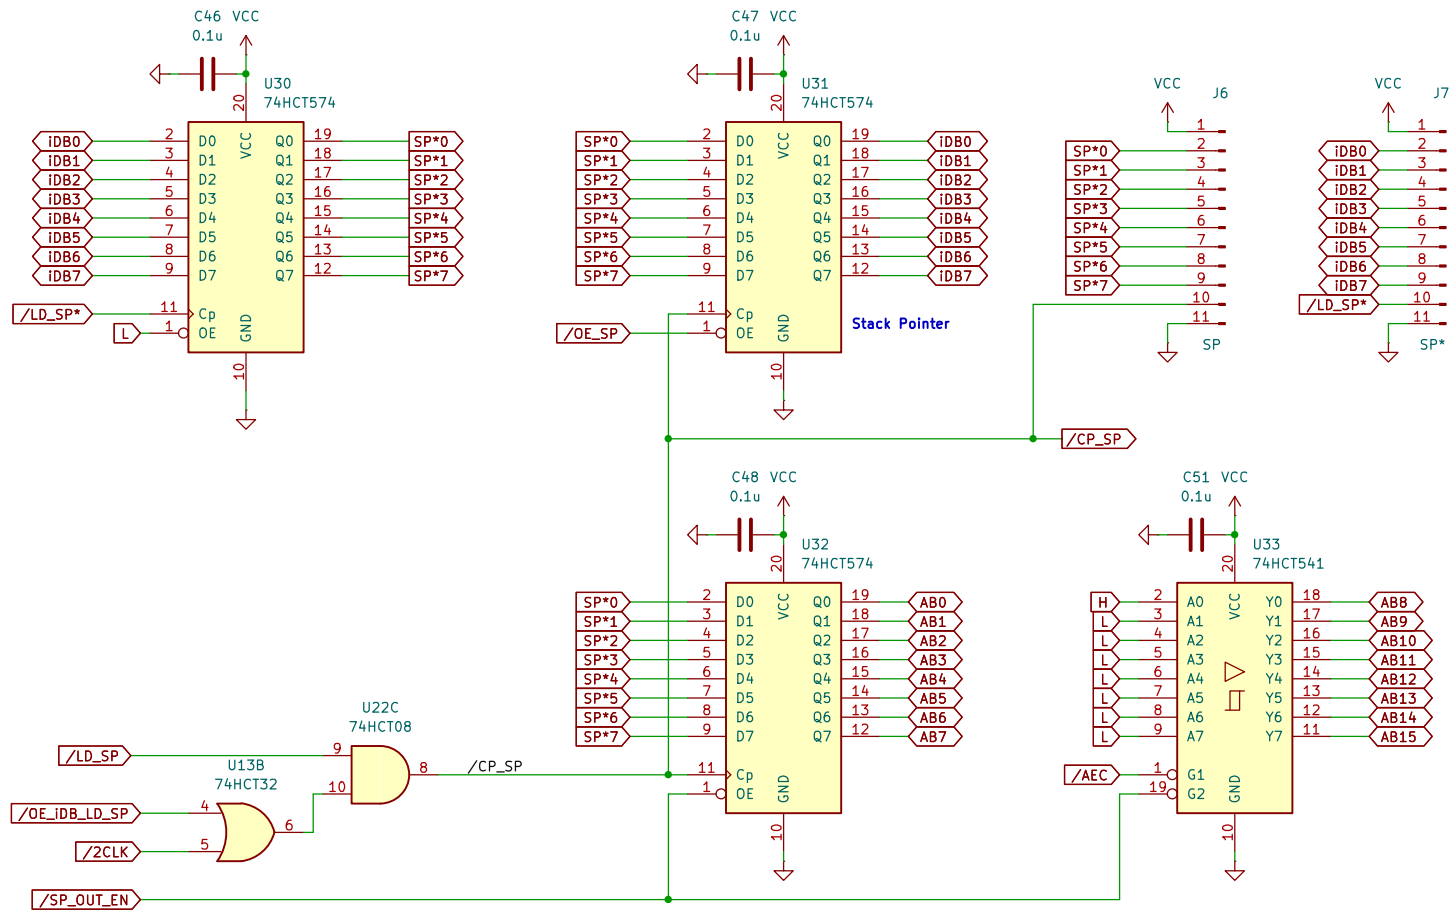 C46 VCC
0.1u
U30
74HCT574
20
VCC
iDB0 2 D0 Q0 19 SP*0
iDB1 3 D1 Q1 18 SP*1
iDB2 4 D2 Q2 17 SP*2
iDB3 5 D3 Q3 16 SP*3
iDB4 6 D4 Q4 15 SP*4
iDB5 7 D5 Q5 14 SP*5
iDB6 8 D6 Q6 13 SP*6
iDB7 9 D7 Q7 12 SP*7
/LD_SP* 11 Cp
L 1 OE
GND
10
C47 VCC
0.1u
U31
74HCT574
20
VCC
SP*0 2 D0 Q0 19 iDB0
SP*1 3 D1 Q1 18 iDB1
SP*2 4 D2 Q2 17 iDB2
SP*3 5 D3 Q3 16 iDB3
SP*4 6 D4 Q4 15 iDB4
SP*5 7 D5 Q5 14 iDB5
SP*6 8 D6 Q6 13 iDB6
SP*7 9 D7 Q7 12 iDB7
11 Cp
/OE_SP 1 OE
GND
10
Stack Pointer
VCC
J6
1
SP*0 2
SP*1 3
SP*2 4
SP*3 5
SP*4 6
SP*5 7
SP*6 8
SP*7 9
10
11
SP
VCC
J7
1
iDB0 2
iDB1 3
iDB2 4
iDB3 5
iDB4 6
iDB5 7
iDB6 8
iDB7 9
/LD_SP* 10
11
SP*
/CP_SP
C48 VCC
0.1u
U32
74HCT574
20
VCC
SP*0 2 D0 Q0 19 AB0
SP*1 3 D1 Q1 18 AB1
SP*2 4 D2 Q2 17 AB2
SP*3 5 D3 Q3 16 AB3
SP*4 6 D4 Q4 15 AB4
SP*5 7 D5 Q5 14 AB5
SP*6 8 D6 Q6 13 AB6
SP*7 9 D7 Q7 12 AB7
11 Cp
1 OE
GND
10
C51 VCC
0.1u
U33
74HCT541
20
VCC
H 2 A0 Y0 18 AB8
L 3 A1 Y1 17 AB9
L 4 A2 Y2 16 AB10
L 5 A3 Y3 15 AB11
L 6 A4 Y4 14 AB12
L 7 A5 Y5 13 AB13
L 8 A6 Y6 12 AB14
L 9 A7 Y7 11 AB15
/AEC 1 G1
19 G2
GND
10
U22C
74HCT08
/LD_SP 9
8 /CP_SP
10
U13B
74HCT32
/OE_iDB_LD_SP 4
6
/2CLK 5
/SP_OUT_EN